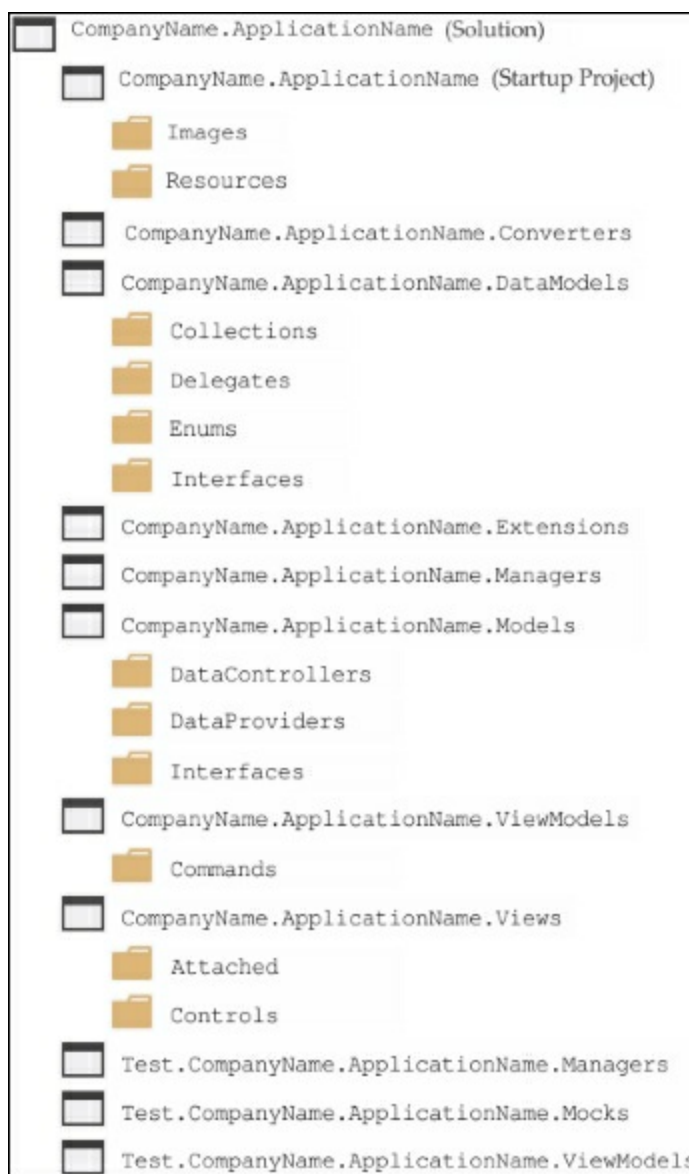 CompanyName.ApplicationName (Solution)
CompanyName.ApplicationName (Startup Project)
Images
Resources
CompanyName.ApplicationName.Converters
CompanyName.ApplicationName.DataModels
Collections
Delegates
Enums
Interfaces
CompanyName.ApplicationName.Extensions
CompanyName.ApplicationName.Managers
CompanyName.ApplicationName.Models
DataControllers
DataProviders
Interfaces
CompanyName.ApplicationName.ViewModels
Commands
CompanyName.ApplicationName.Views
Attached
Controls
Test.CompanyName.ApplicationName.Managers
Test.CompanyName.ApplicationName.Mocks
Test.CompanyName.ApplicationName.ViewModels